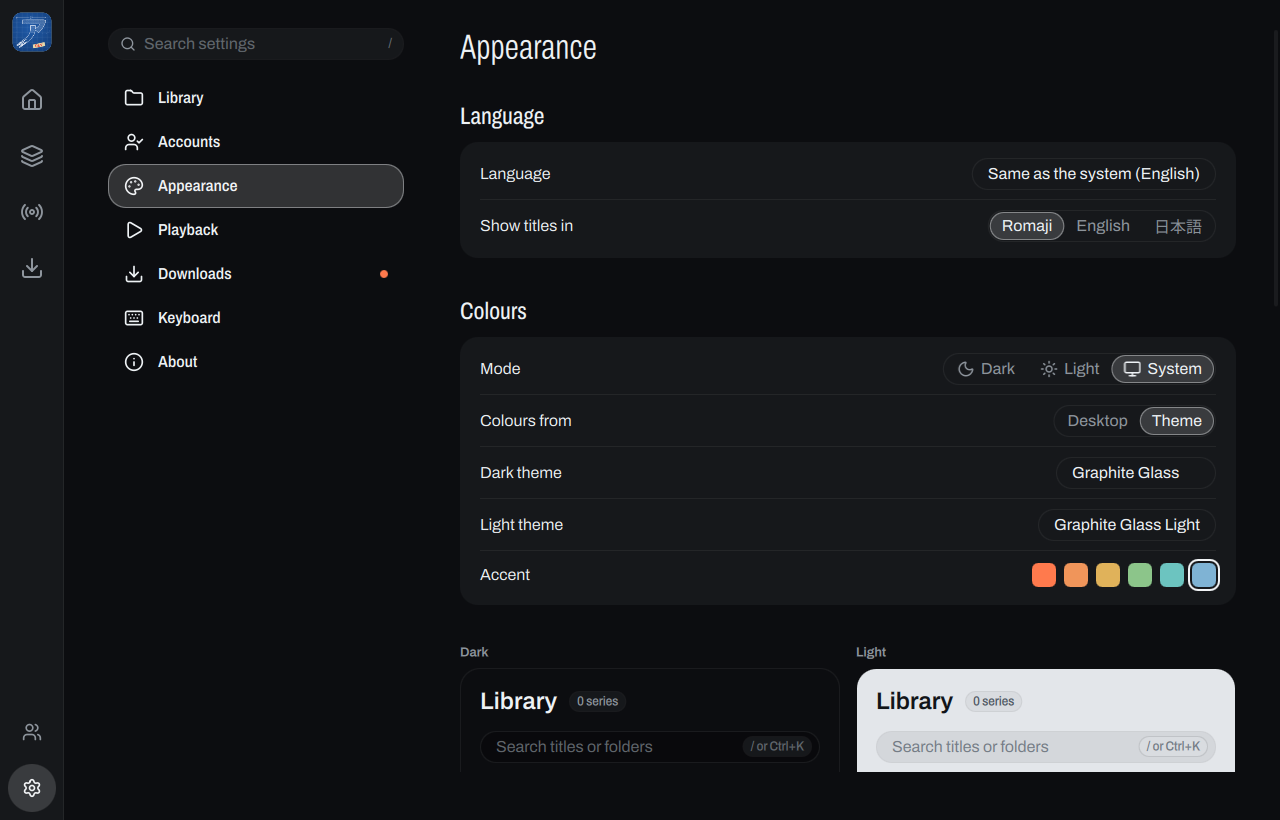 Search settings /
Library
Accounts
Appearance
Playback
Downloads
Keyboard
About
Appearance
Language
Language Same as the system (English)
Show titles in Romaji English 日本語
Colours
Mode Dark Light System
Colours from Desktop Theme
Dark theme Graphite Glass
Light theme Graphite Glass Light
Accent
Dark
Library 0 series
Search titles or folders / or Ctrl+K
Light
Library 0 series
Search titles or folders / or Ctrl+K